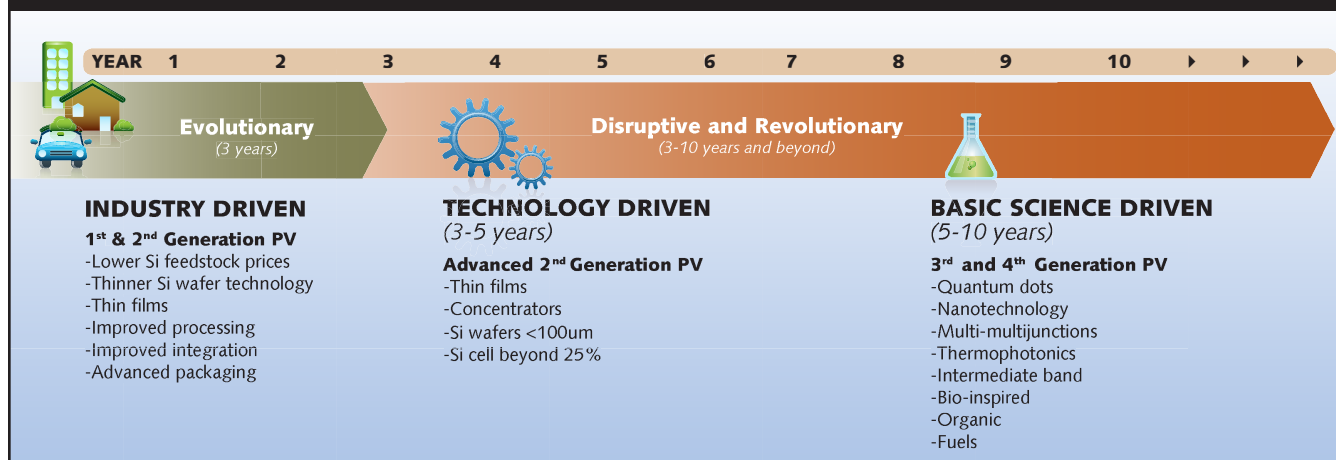 YEAR 1 2 3 4 5 6 7 8 9 10
Evolutionary
(3 years)
Disruptive and Revolutionary
(3-10 years and beyond)
INDUSTRY DRIVEN
1st & 2nd Generation PV
-Lower Si feedstock prices
-Thinner Si wafer technology
-Thin films
-Improved processing
-Improved integration
-Advanced packaging
TECHNOLOGY DRIVEN
(3-5 years)
Advanced 2nd Generation PV
-Thin films
-Concentrators
-Si wafers <100um
-Si cell beyond 25%
BASIC SCIENCE DRIVEN
(5-10 years)
3rd and 4th Generation PV
-Quantum dots
-Nanotechnology
-Multi-multijunctions
-Thermophotonics
-Intermediate band
-Bio-inspired
-Organic
-Fuels